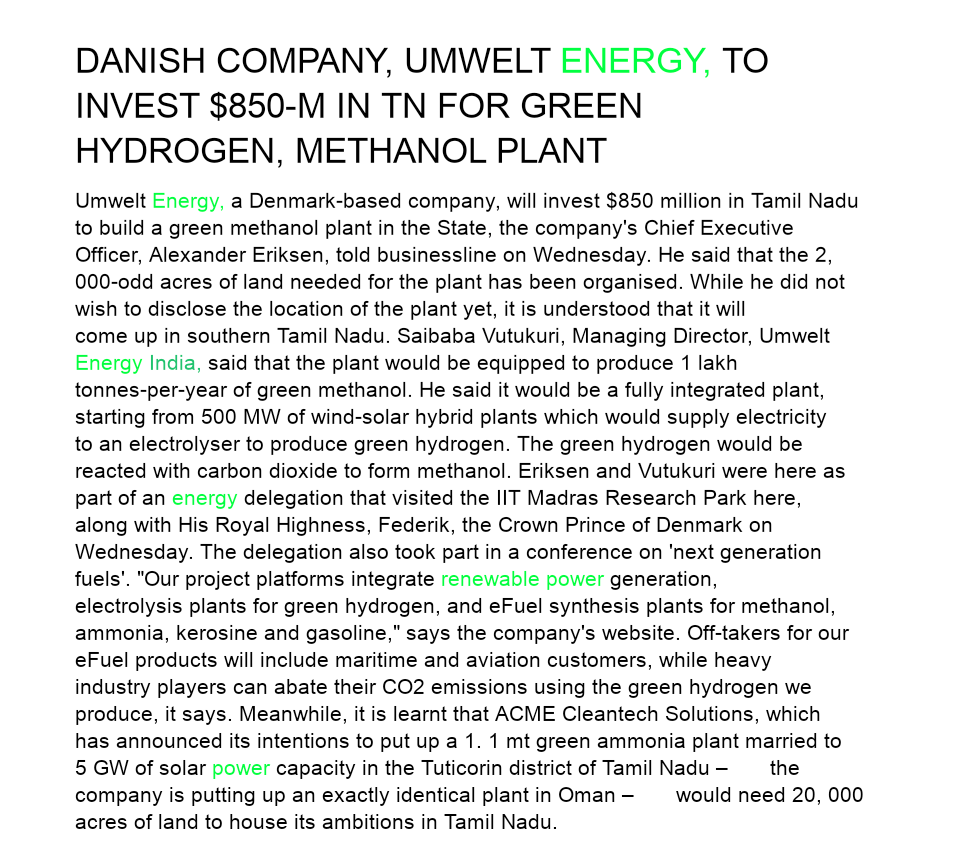 DANISH COMPANY, UMWELT ENERGY, TO
INVEST $850-M IN TN FOR GREEN
HYDROGEN, METHANOL PLANT
Umwelt Energy, a Denmark-based company, will invest $850 million in Tamil Nadu
to build a green methanol plant in the State, the company's Chief Executive
Officer, Alexander Eriksen, told businessline on Wednesday. He said that the 2,
000-odd acres of land needed for the plant has been organised. While he did not
wish to disclose the location of the plant yet, it is understood that it will
come up in southern Tamil Nadu. Saibaba Vutukuri, Managing Director, Umwelt
Energy India, said that the plant would be equipped to produce 1 lakh
tonnes-per-year of green methanol. He said it would be a fully integrated plant,
starting from 500 MW of wind-solar hybrid plants which would supply electricity
to an electrolyser to produce green hydrogen. The green hydrogen would be
reacted with carbon dioxide to form methanol. Eriksen and Vutukuri were here as
part of an energy delegation that visited the IIT Madras Research Park here,
along with His Royal Highness, Federik, the Crown Prince of Denmark on
Wednesday. The delegation also took part in a conference on 'next generation
fuels'. "Our project platforms integrate renewable power generation,
electrolysis plants for green hydrogen, and eFuel synthesis plants for methanol,
ammonia, kerosine and gasoline," says the company's website. Off-takers for our
eFuel products will include maritime and aviation customers, while heavy
industry players can abate their CO2 emissions using the green hydrogen we
produce, it says. Meanwhile, it is learnt that ACME Cleantech Solutions, which
has announced its intentions to put up a 1. 1 mt green ammonia plant married to
5 GW of solar power capacity in the Tuticorin district of Tamil Nadu – the
company is putting up an exactly identical plant in Oman – would need 20, 000
acres of land to house its ambitions in Tamil Nadu.